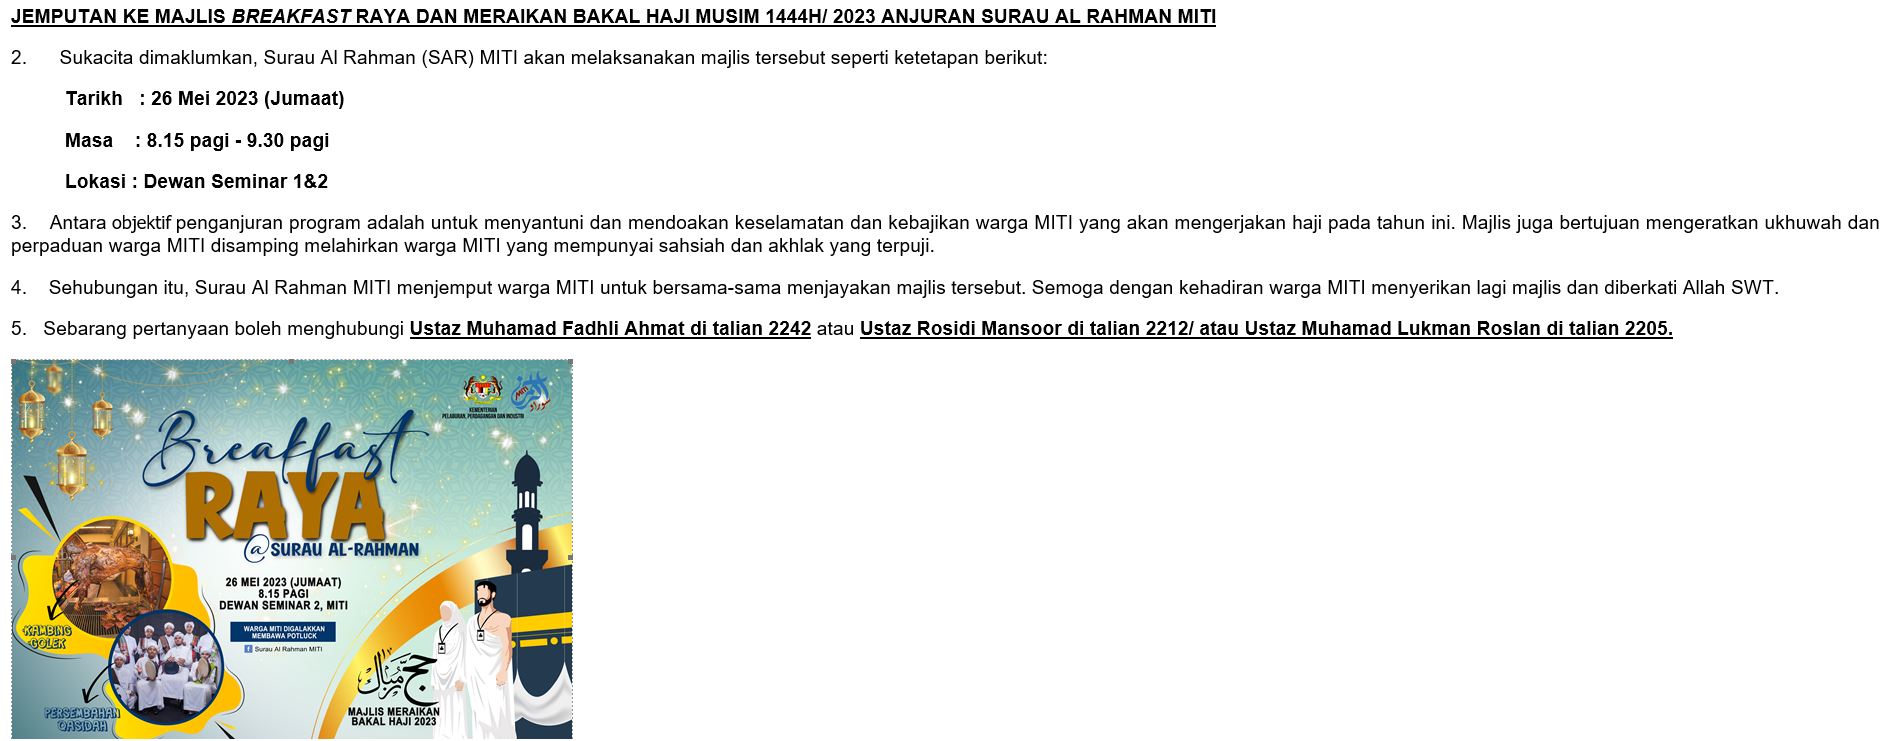 JEMPUTAN KE MAJLIS BREAKFAST RAYA DAN MERAIKAN BAKAL HAJI MUSIM 1444H/ 2023 ANJURAN SURAU AL RAHMAN MITI
2. Sukacita dimaklumkan, Surau Al Rahman (SAR) MITI akan melaksanakan majlis tersebut seperti ketetapan berikut:
Tarikh : 26 Mei 2023 (Jumaat)
Masa : 8.15 pagi - 9.30 pagi
Lokasi : Dewan Seminar 1&2
3. Antara objektif penganjuran program adalah untuk menyantuni dan mendoakan keselamatan dan kebajikan warga MITI yang akan mengerjakan haji pada tahun ini. Majlis juga bertujuan mengeratkan ukhuwah dan
perpaduan warga MITI disamping melahirkan warga MITI yang mempunyai sahsiah dan akhlak yang terpuji.
4. Sehubungan itu, Surau Al Rahman MITI menjemput warga MITI untuk bersama-sama menjayakan majlis tersebut. Semoga dengan kehadiran warga MITI menyerikan lagi majlis dan diberkati Allah SWT.
5. Sebarang pertanyaan boleh menghubungi Ustaz Muhamad Fadhli Ahmat di talian 2242 atau Ustaz Rosidi Mansoor di talian 2212/ atau Ustaz Muhamad Lukman Roslan di talian 2205.
KEMENTERIAN
PELABURAN, PERDAGANGAN DAN INDUSTRI
MITI
سوراو
Breakfast
RAYA
@ SURAU AL-RAHMAN
26 MEI 2023 (JUMAAT)
8.15 PAGI
DEWAN SEMINAR 2, MITI
WARGA MITI DIGALAKKAN
MEMBAWA POTLUCK
f Surau Al Rahman MITI
KAMBING
GOLEK
PERSEMBAHAN
QASIDAH
حج مبرور
MAJLIS MERAIKAN
BAKAL HAJI 2023